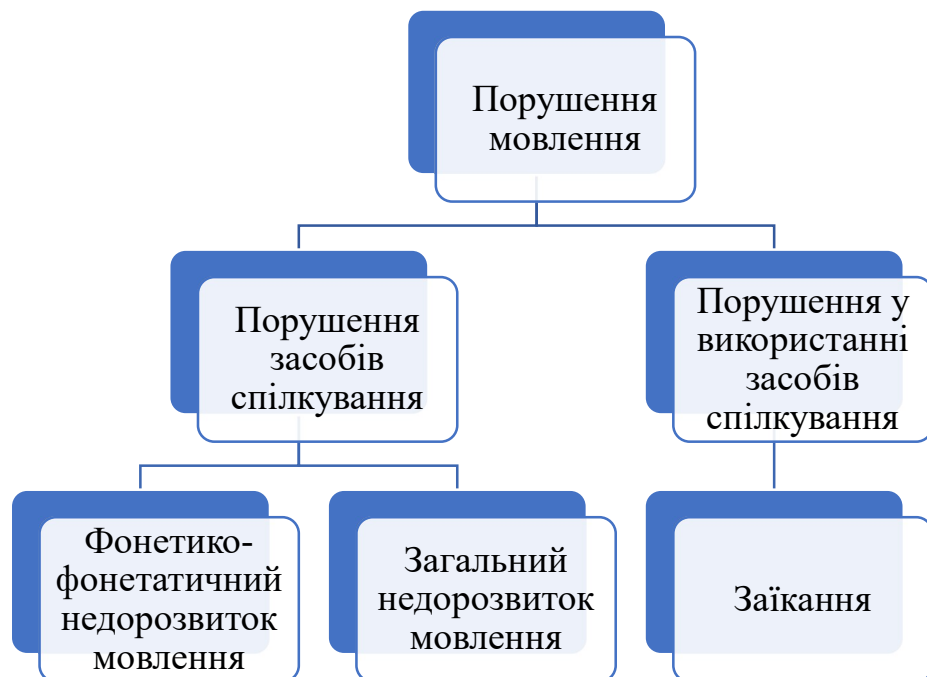 Порушення
мовлення
Порушення
засобів
спілкування
Порушення у
використанні
засобів
спілкування
Фонетико-
фонетатичний
недорозвиток
мовлення
Загальний
недорозвиток
мовлення
Заїкання